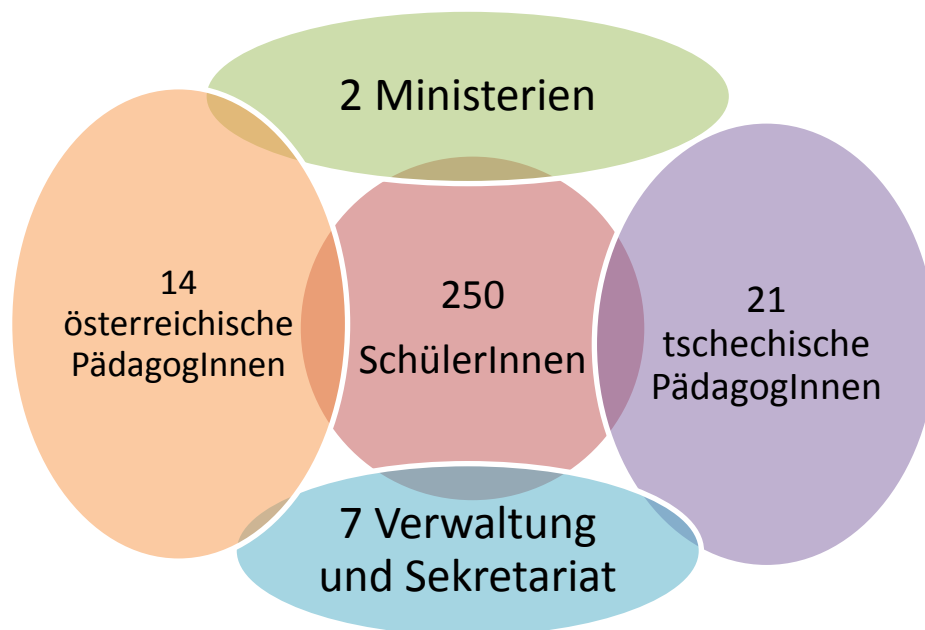 2 Ministerien
14
österreichische
PädagogInnen
250
SchülerInnen
21
tschechische
PädagogInnen
7 Verwaltung
und Sekretariat